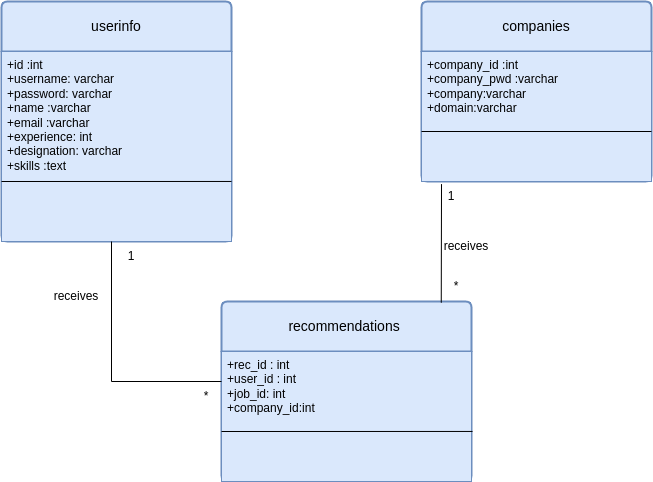 userinfo
+id :int
+username: varchar
+password: varchar
+name :varchar
+email :varchar
+experience: int
+designation: varchar
+skills :text
companies
+company_id :int
+company_pwd :varchar
+company:varchar
+domain:varchar
1
receives
*
1
receives
*
recommendations
+rec_id : int
+user_id : int
+job_id: int
+company_id:int